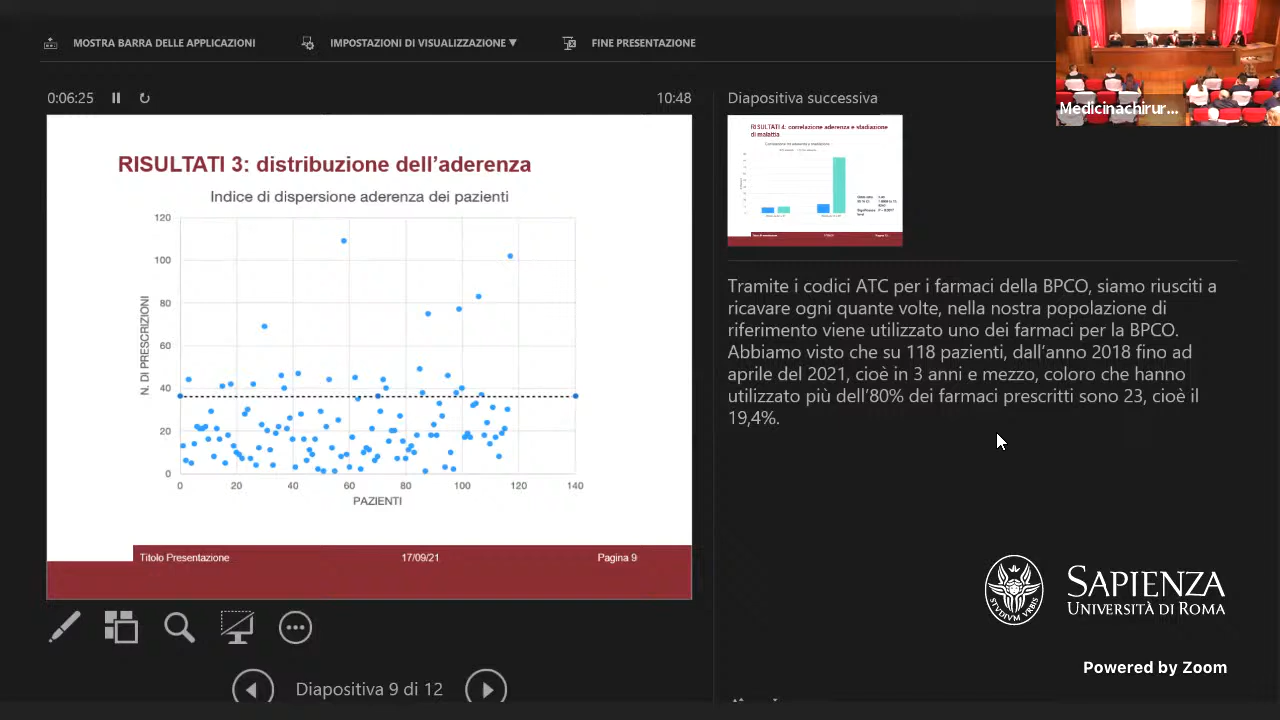 MOSTRA BARRA DELLE APPLICAZIONI
IMPOSTAZIONI DI VISUALIZZAZIONE ▼
FINE PRESENTAZIONE
Medicinachirur...
0:06:25
10:48
Diapositiva successiva
RISULTATI 3: distribuzione dell'aderenza
Indice di dispersione aderenza dei pazienti
N. DI PRESCRIZIONI
120
100
80
60
40
20
0
0 20 40 60 80 100 120 140
PAZIENTI
Titolo Presentazione 17/09/21 Pagina 9
RISULTATI 4: correlazione aderenza e stadiazione
di malattia
Tramite i codici ATC per i farmaci della BPCO, siamo riusciti a
ricavare ogni quante volte, nella nostra popolazione di
riferimento viene utilizzato uno dei farmaci per la BPCO.
Abbiamo visto che su 118 pazienti, dall'anno 2018 fino ad
aprile del 2021, cioè in 3 anni e mezzo, coloro che hanno
utilizzato più dell'80% dei farmaci prescritti sono 23, cioè il
19,4%.
STVDIVM VRBIS
SAPIENZA
UNIVERSITÀ DI ROMA
Powered by Zoom
Diapositiva 9 di 12